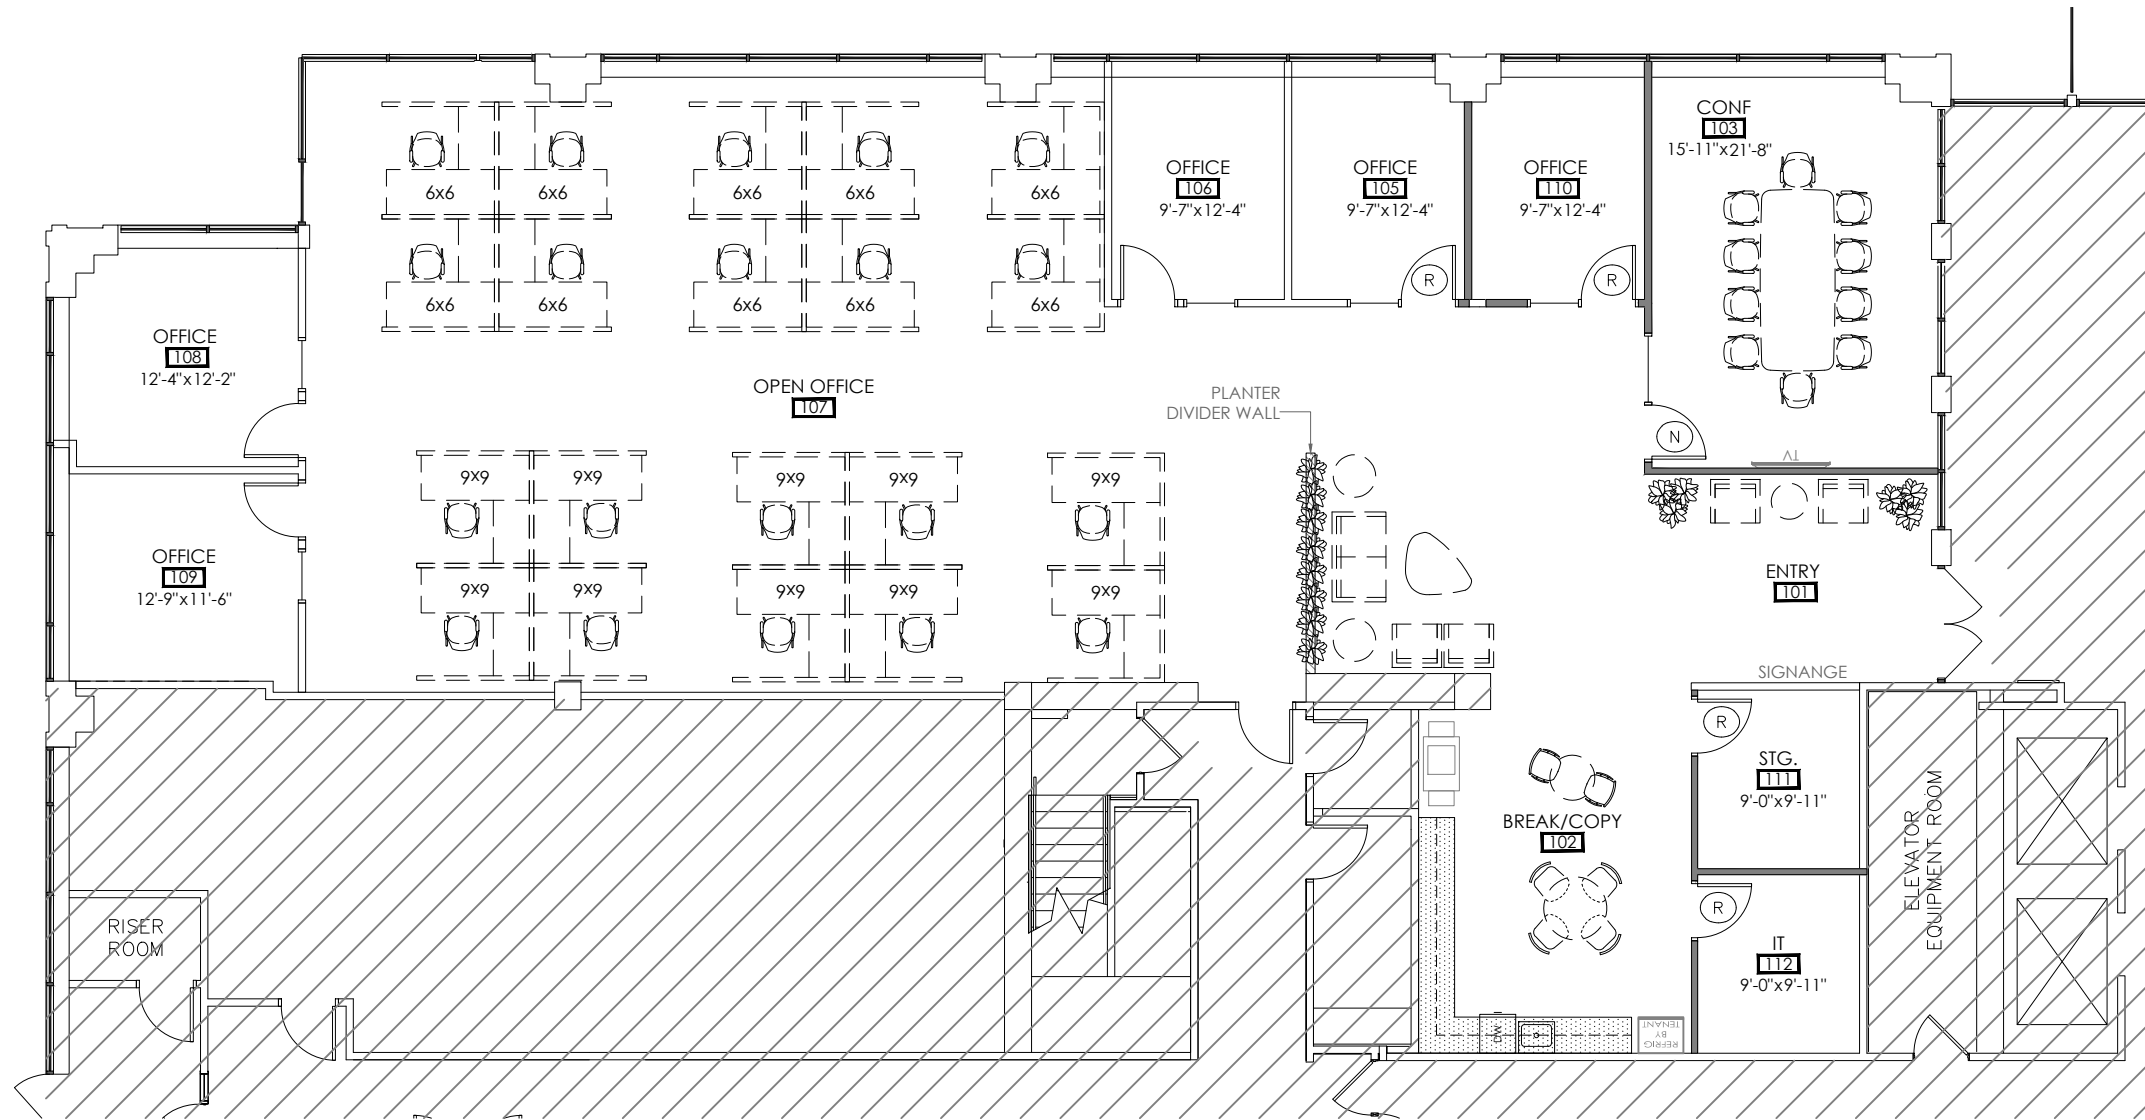 CONF
103
15'-11"x21'-8"
OFFICE
106
9'-7"x12'-4"
OFFICE
105
9'-7"x12'-4"
OFFICE
110
9'-7"x12'-4"
6x6
6x6
6x6
6x6
6x6
6x6
6x6
6x6
6x6
6x6
R
R
OFFICE
108
12'-4"x12'-2"
OPEN OFFICE
107
PLANTER
DIVIDER WALL
N
TV
9x9
9x9
9x9
9x9
9x9
OFFICE
109
12'-9"x11'-6"
9x9
9x9
9x9
9x9
9x9
ENTRY
101
SIGNANGE
R
STG.
111
9'-0"x9'-11"
BREAK/COPY
102
ELEVATOR
EQUIPMENT ROOM
R
RISER
ROOM
IT
112
9'-0"x9'-11"
DW
REFRIG
BY
TENANT